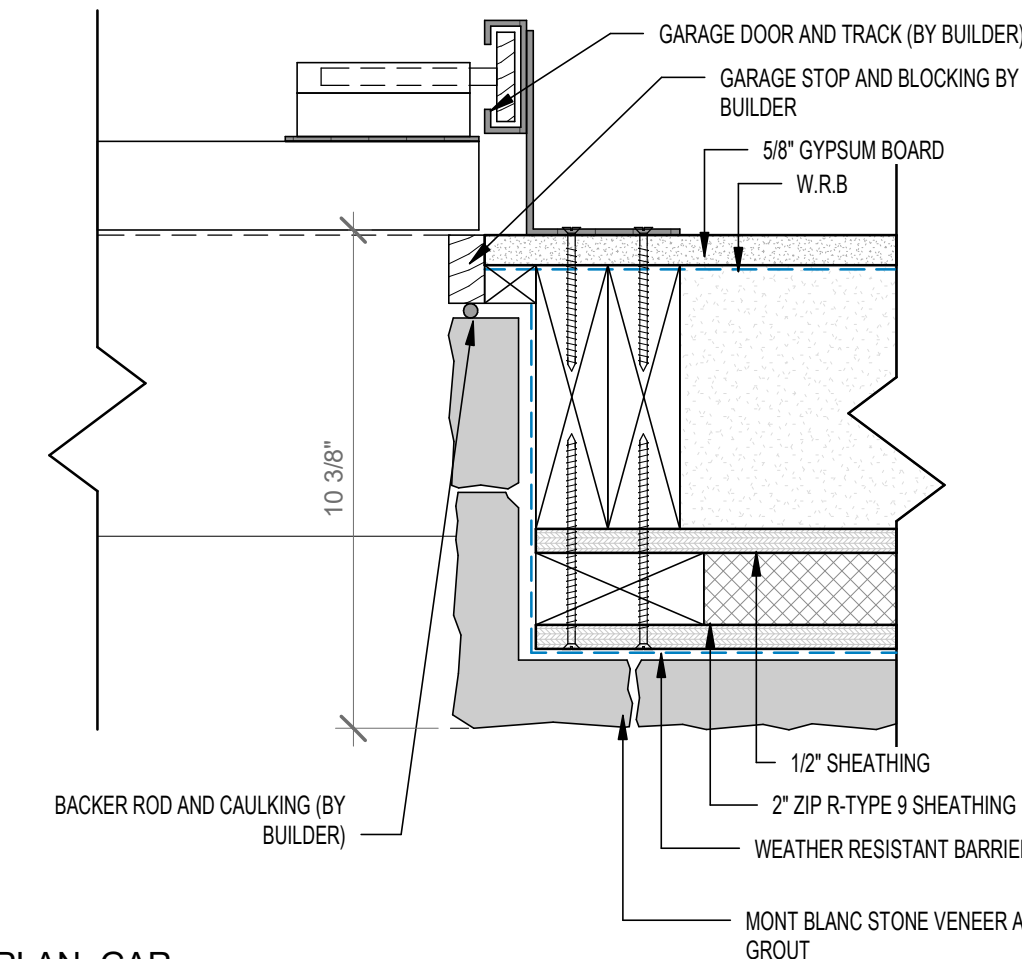 GARAGE DOOR AND TRACK (BY BUILDER)
GARAGE STOP AND BLOCKING BY
BUILDER
5/8" GYPSUM BOARD
W.R.B
10 3/8"
1/2" SHEATHING
2" ZIP R-TYPE 9 SHEATHING
BACKER ROD AND CAULKING (BY
BUILDER)
WEATHER RESISTANT
MONT BLANC STONE VENEER
GROUT